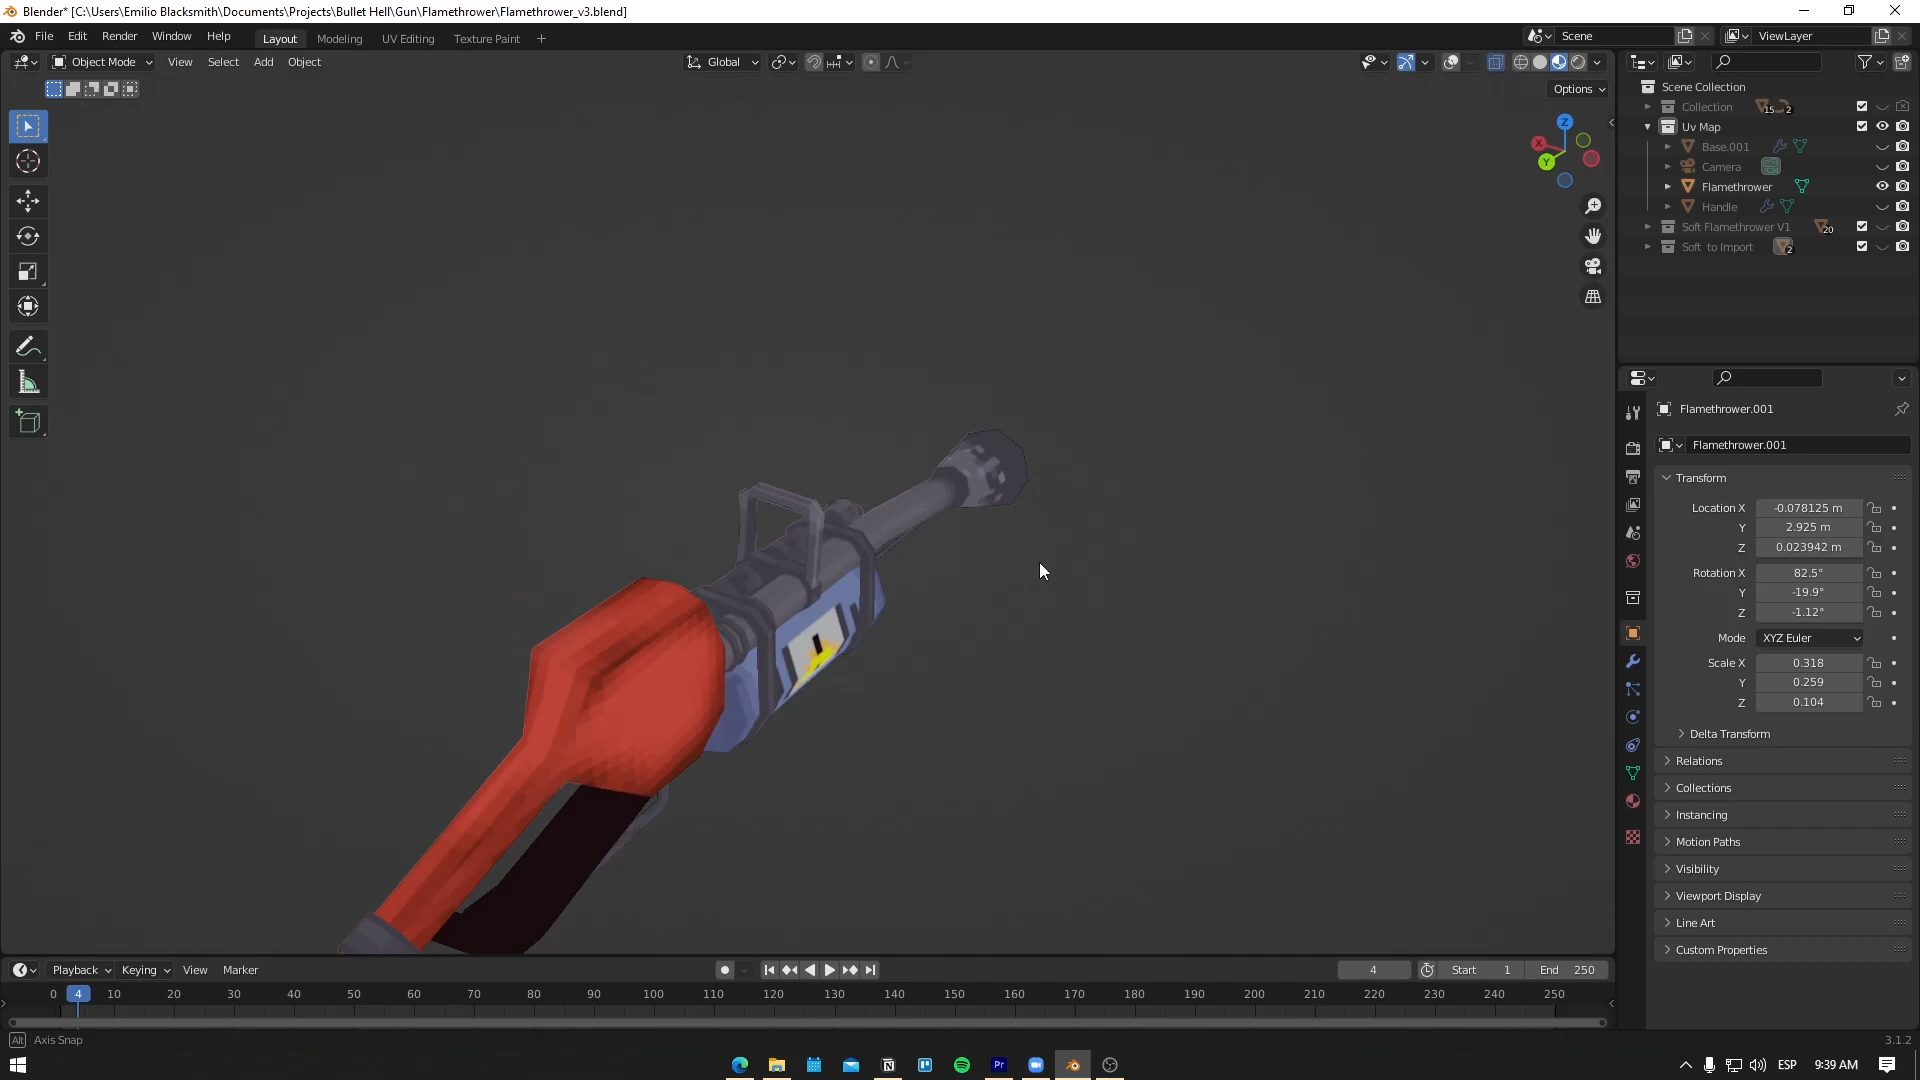 Blender* [C:\Users\Emilio Blacksmith\Documents\Projects\Bullet Hell\Gun\Flamethrower\Flamethrower_v3.blend]
File Edit Render Window Help Layout Modeling UV Editing Texture Paint + Scene ViewLayer
Object Mode View Select Add Object Global
Options
Z
X
Y
Scene Collection
Collection 15 2
Uv Map
Base.001
Camera
Flamethrower
Handle
Soft Flamethrower V1 20
Soft to Import 2
Flamethrower.001
Flamethrower.001
Transform
Location X -0.078125 m
Y 2.925 m
Z 0.023942 m
Rotation X 82.5°
Y -19.9°
Z -1.12°
Mode XYZ Euler
Scale X 0.318
Y 0.259
Z 0.104
Delta Transform
Relations
Collections
Instancing
Motion Paths
Visibility
Viewport Display
Line Art
Custom Properties
Playback Keying View Marker 4 Start 1 End 250
0 4 10 20 30 40 50 60 70 80 90 100 110 120 130 140 150 160 170 180 190 200 210 220 230 240 250
Alt Axis Snap 3.1.2
N Pr ESP 9:39 AM